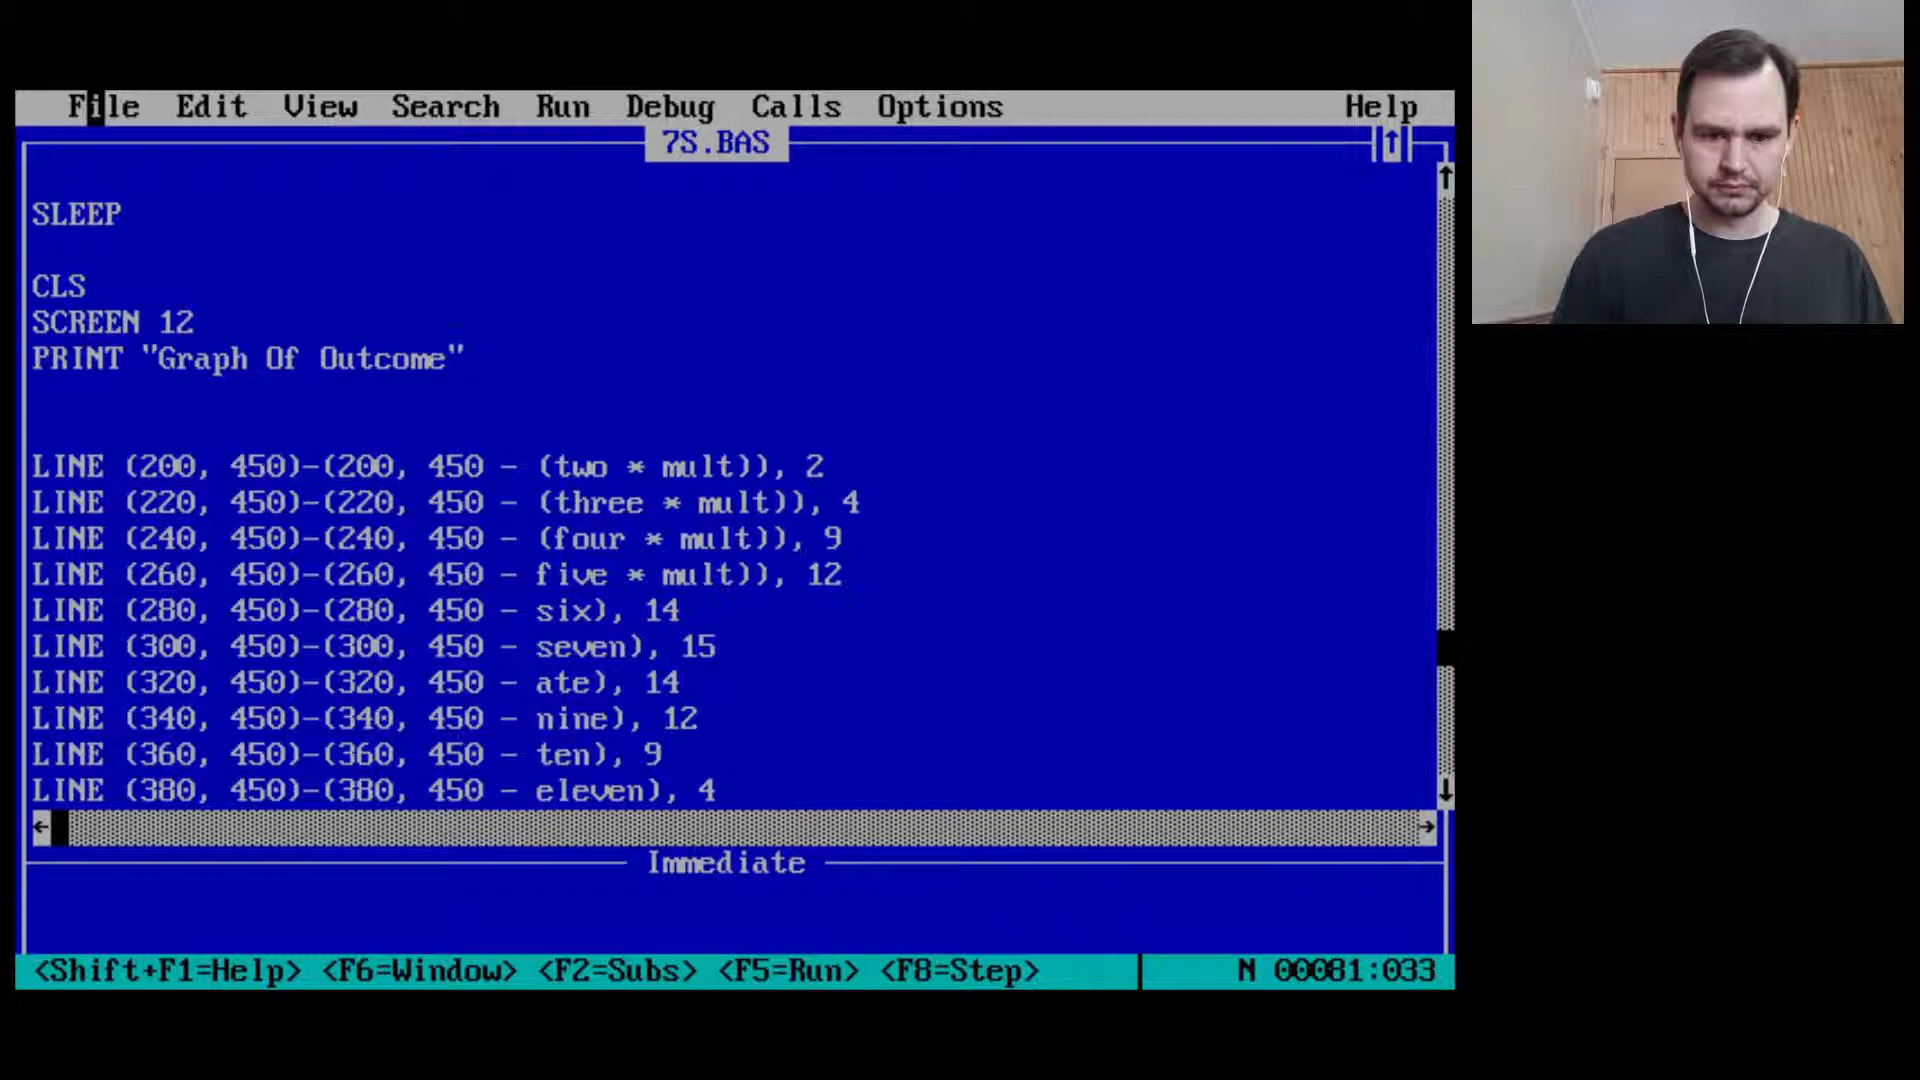 File Edit View Search Run Debug Calls Options Help
7S.BAS
SLEEP
CLS
SCREEN 12
PRINT "Graph Of Outcome"
LINE (200, 450)-(200, 450 - (two * mult)), 2
LINE (220, 450)-(220, 450 - (three * mult)), 4
LINE (240, 450)-(240, 450 - (four * mult)), 9
LINE (260, 450)-(260, 450 - five * mult)), 12
LINE (280, 450)-(280, 450 - six), 14
LINE (300, 450)-(300, 450 - seven), 15
LINE (320, 450)-(320, 450 - ate), 14
LINE (340, 450)-(340, 450 - nine), 12
LINE (360, 450)-(360, 450 - ten), 9
LINE (380, 450)-(380, 450 - eleven), 4
Immediate
<Shift+F1=Help> <F6=Window> <F2=Subs> <F5=Run> <F8=Step> N 00081:033